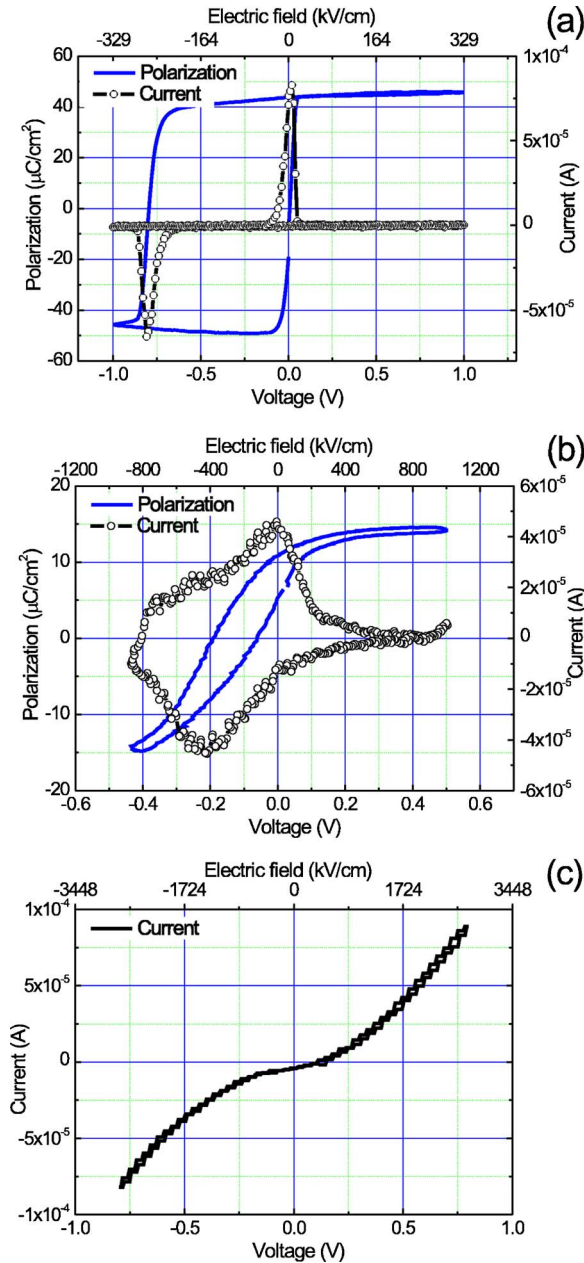 Electric field (kV/cm)
(a)
-329 -164 0 164 329
60
40
20
0
-20
-40
-60
Polarization (μC/cm²)
Polarization
Current
1x10⁻⁴
5x10⁻⁵
0
-5x10⁻⁵
Current (A)
-1.0 -0.5 0.0 0.5 1.0
Voltage (V)
Electric field (kV/cm)
(b)
-1200 -800 -400 0 400 800 1200
20
10
0
-10
-20
Polarization (μC/cm²)
Polarization
Current
6x10⁻⁵
4x10⁻⁵
2x10⁻⁵
0
-2x10⁻⁵
-4x10⁻⁵
-6x10⁻⁵
Current (A)
-0.6 -0.4 -0.2 0.0 0.2 0.4 0.6
Voltage (V)
Electric field (kV/cm)
(c)
-3448 -1724 0 1724 3448
1x10⁻⁴
5x10⁻⁵
0
-5x10⁻⁵
-1x10⁻⁴
Current (A)
Current
-1.0 -0.5 0.0 0.5 1.0
Voltage (V)